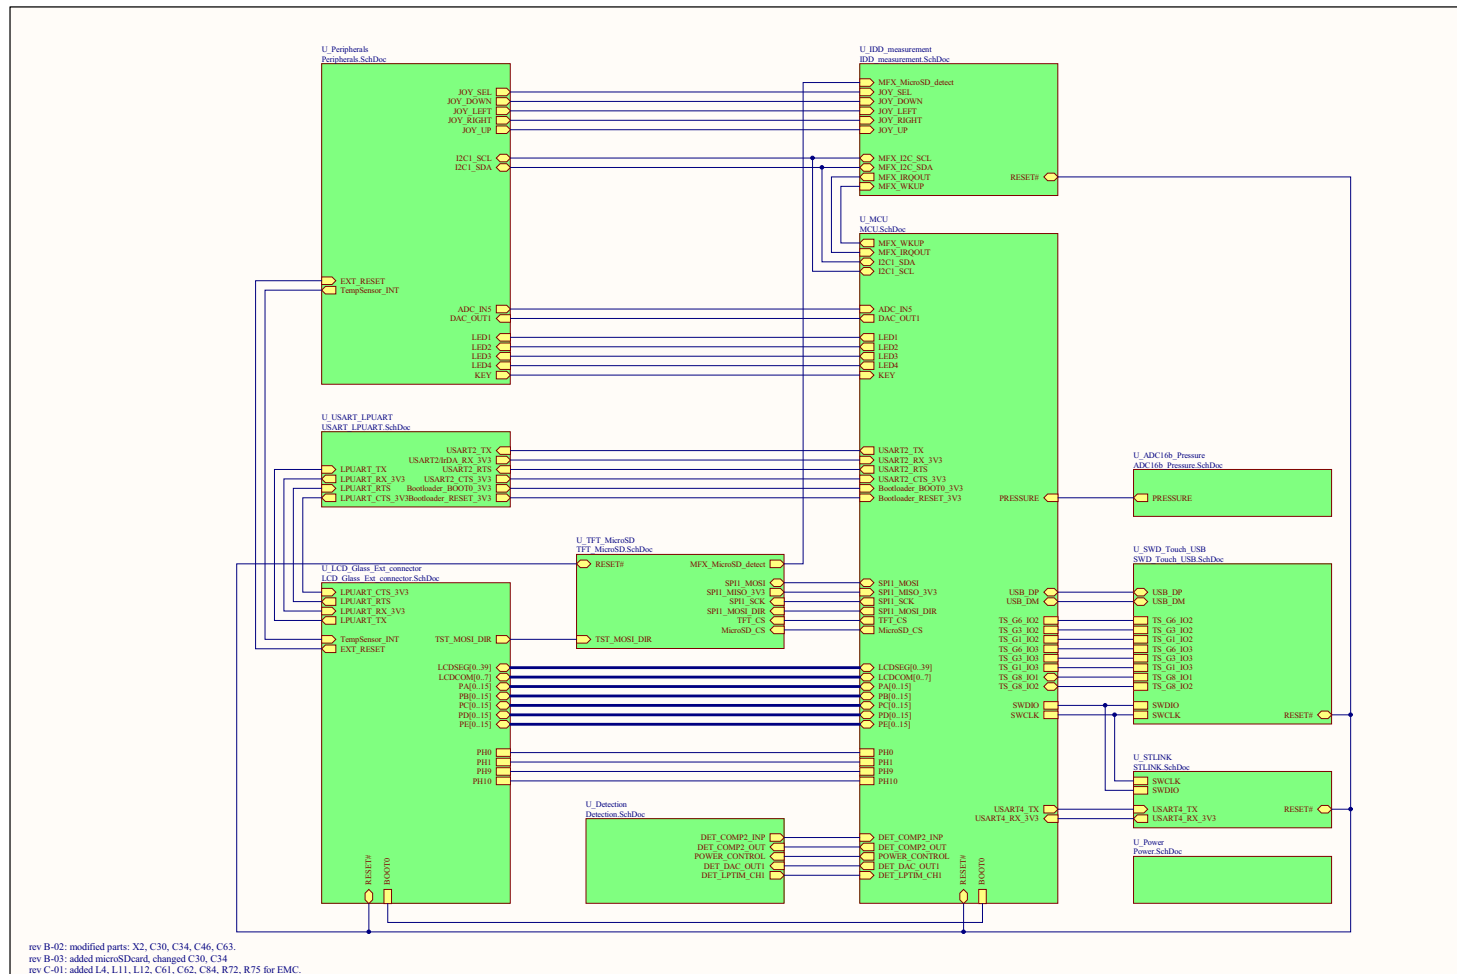 U_Peripherals
Peripherals.SchDoc
JOY_SEL
JOY_DOWN
JOY_LEFT
JOY_RIGHT
JOY_UP
I2C1_SCL
I2C1_SDA
EXT_RESET
TempSensor_INT
ADC_IN5
DAC_OUT1
LED1
LED2
LED3
LED4
KEY
U_IDD_measurement
IDD_measurement.SchDoc
MFX_MicroSD_detect
JOY_SEL
JOY_DOWN
JOY_LEFT
JOY_RIGHT
JOY_UP
MFX_I2C_SCL
MFX_I2C_SDA
MFX_IRQOUT
MFX_WKUP
RESET#
U_MCU
MCU.SchDoc
MFX_WKUP
MFX_IRQOUT
I2C1_SDA
I2C1_SCL
ADC_IN5
DAC_OUT1
LED1
LED2
LED3
LED4
KEY
USART2_TX
USART2_RX_3V3
USART2_RTS
USART2_CTS_3V3
Bootloader_BOOT0_3V3
Bootloader_RESET_3V3
PRESSURE
SPI1_MOSI
SPI1_MISO_3V3
SPI1_SCK
SPI1_MOSI_DIR
TFT_CS
MicroSD_CS
USB_DP
USB_DM
TS_G6_IO2
TS_G3_IO2
TS_G1_IO2
TS_G6_IO3
TS_G3_IO3
TS_G1_IO3
TS_G8_IO1
TS_G8_IO2
LCDSEG[0..39]
LCDCOM[0..7]
PA[0..15]
PB[0..15]
PC[0..15]
PD[0..15]
PE[0..15]
SWDIO
SWCLK
PH0
PH1
PH9
PH10
USART4_TX
USART4_RX_3V3
DET_COMP2_INP
DET_COMP2_OUT
POWER_CONTROL
DET_DAC_OUT1
DET_LPTIM_CH1
RESET#
BOOT0
U_USART_LPUART
USART_LPUART.SchDoc
USART2_TX
USART2/IrDA_RX_3V3
LPUART_TX USART2_RTS
LPUART_RX_3V3 USART2_CTS_3V3
LPUART_RTS Bootloader_BOOT0_3V3
LPUART_CTS_3V3 Bootloader_RESET_3V3
U_ADC16b_Pressure
ADC16b_Pressure.SchDoc
PRESSURE
U_TFT_MicroSD
TFT_MicroSD.SchDoc
RESET# MFX_MicroSD_detect
SPI1_MOSI
SPI1_MISO_3V3
SPI1_SCK
SPI1_MOSI_DIR
TFT_CS
MicroSD_CS
TST_MOSI_DIR
U_SWD_Touch_USB
SWD_Touch_USB.SchDoc
USB_DP
USB_DM
TS_G6_IO2
TS_G3_IO2
TS_G1_IO2
TS_G6_IO3
TS_G3_IO3
TS_G1_IO3
TS_G8_IO1
TS_G8_IO2
SWDIO
SWCLK RESET#
U_LCD_Glass_Ext_connector
LCD_Glass_Ext_connector.SchDoc
LPUART_CTS_3V3
LPUART_RTS
LPUART_RX_3V3
LPUART_TX
TempSensor_INT TST_MOSI_DIR
EXT_RESET
LCDSEG[0..39]
LCDCOM[0..7]
PA[0..15]
PB[0..15]
PC[0..15]
PD[0..15]
PE[0..15]
PH0
PH1
PH9
PH10
RESET#
BOOT0
U_STLINK
STLINK.SchDoc
SWCLK
SWDIO
USART4_TX RESET#
USART4_RX_3V3
U_Detection
Detection.SchDoc
DET_COMP2_INP
DET_COMP2_OUT
POWER_CONTROL
DET_DAC_OUT1
DET_LPTIM_CH1
U_Power
Power.SchDoc
rev B-02: modified parts: X2, C30, C34, C46, C63.
rev B-03: added microSDcard, changed C30, C34
rev C-01: added L4, L11, L12, C61, C62, C84, R72, R75 for EMC.